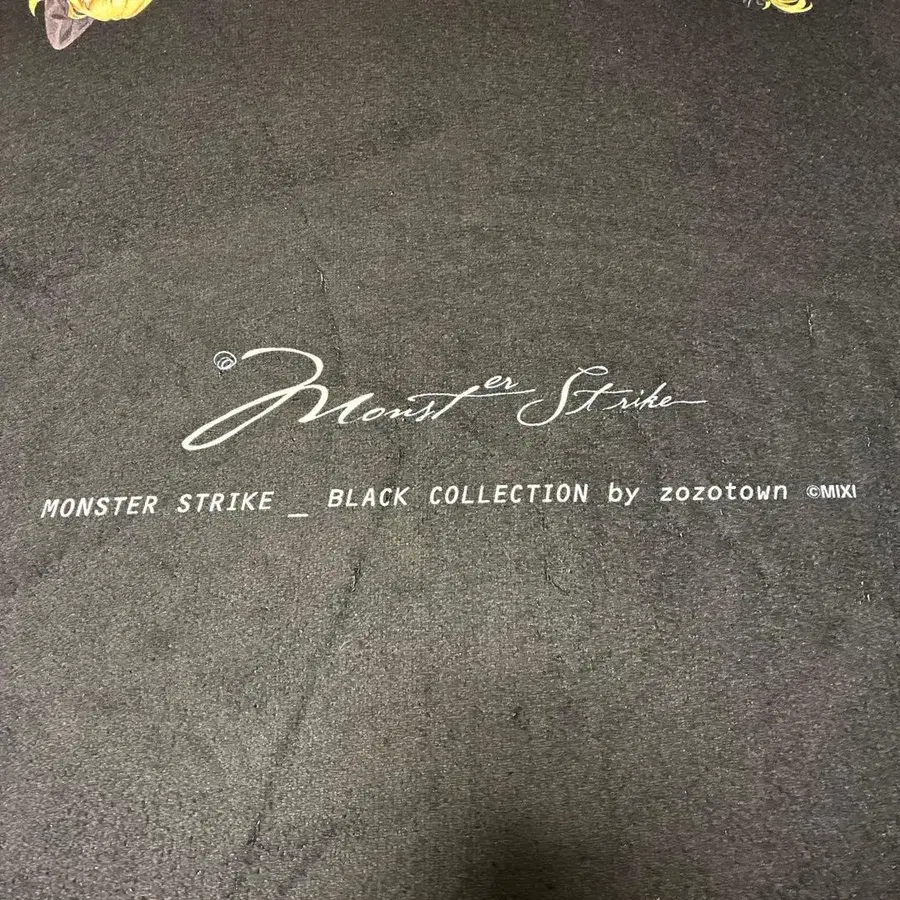 Monster Strike
MONSTER STRIKE _ BLACK COLLECTION by zozotown ©MIXI